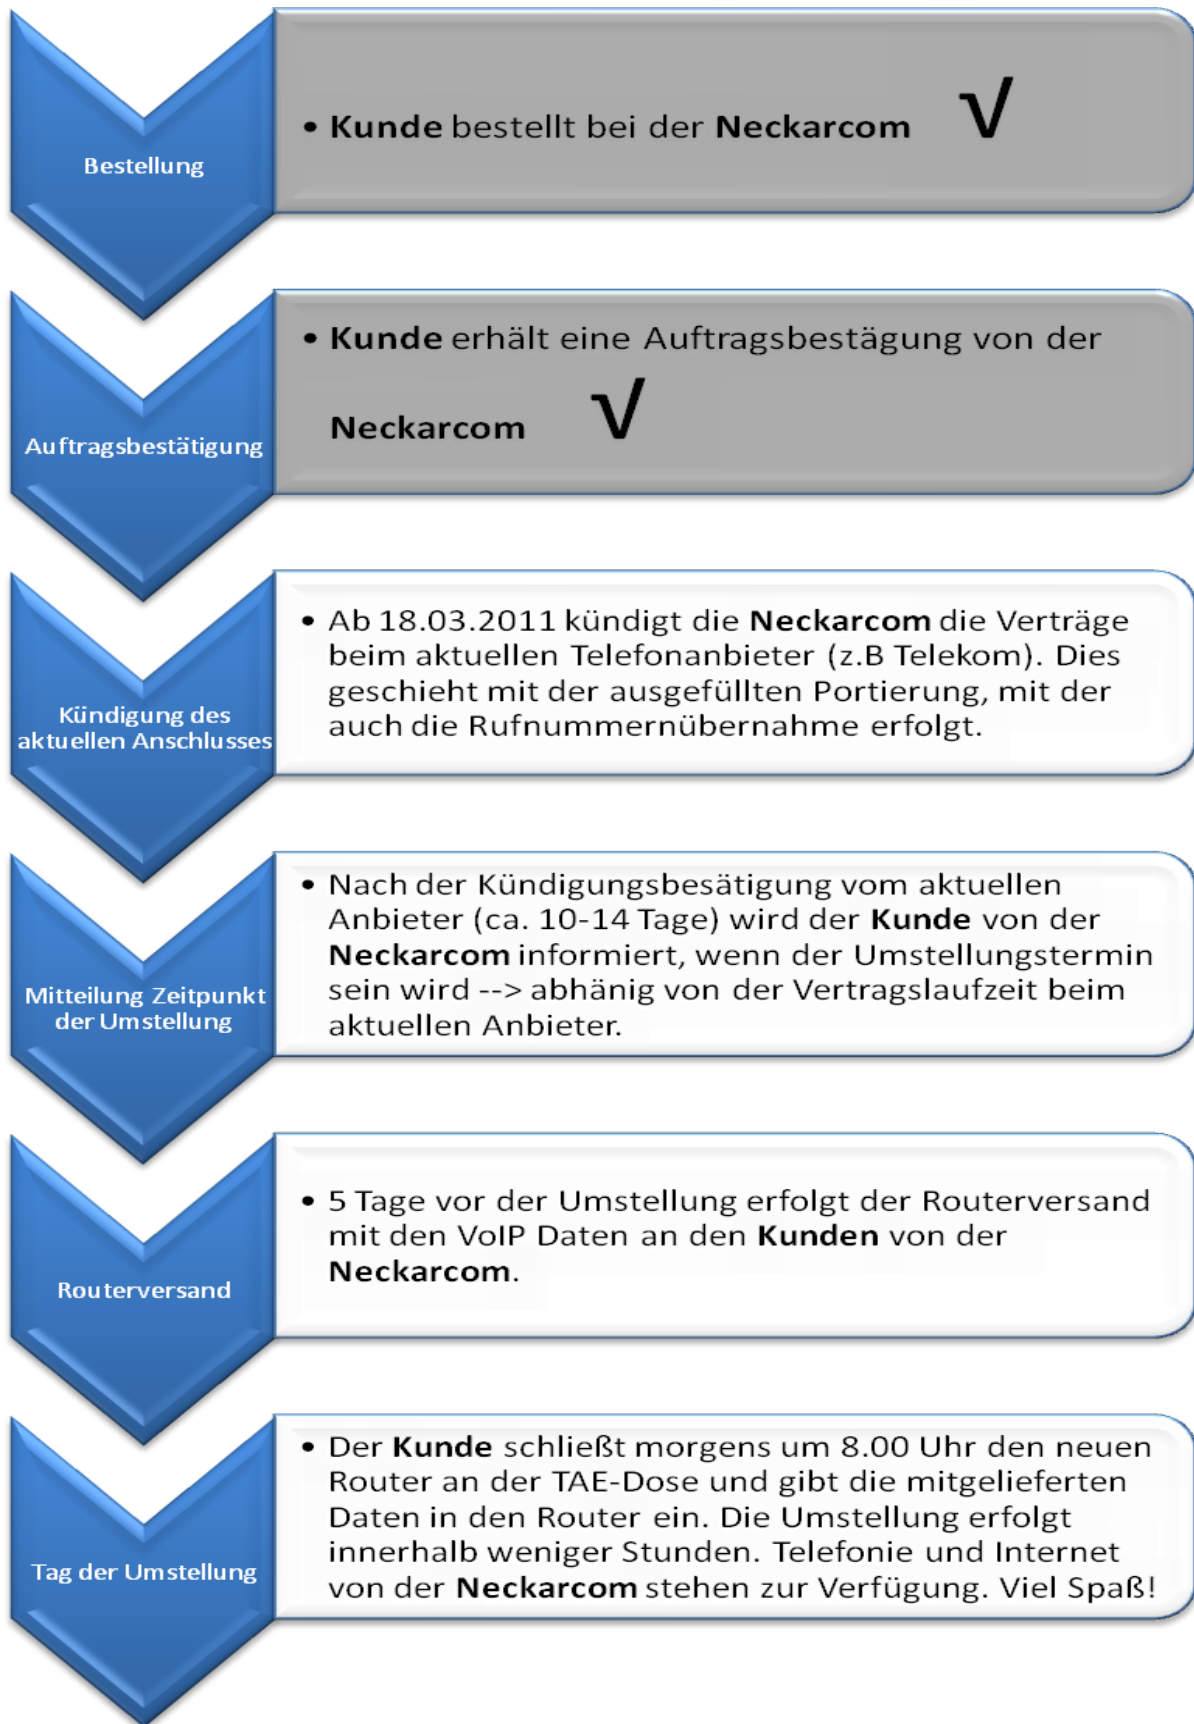 Bestellung
• Kunde bestellt bei der Neckarcom √
Auftragsbestätigung
• Kunde erhält eine Auftragsbestägung von der
Neckarcom √
Kündigung des
aktuellen Anschlusses
• Ab 18.03.2011 kündigt die Neckarcom die Verträge
beim aktuellen Telefonanbieter (z.B Telekom). Dies
geschieht mit der ausgefüllten Portierung, mit der
auch die Rufnummernübernahme erfolgt.
Mitteilung Zeitpunkt
der Umstellung
• Nach der Kündigungsbesätigung vom aktuellen
Anbieter (ca. 10-14 Tage) wird der Kunde von der
Neckarcom informiert, wenn der Umstellungstermin
sein wird --> abhänig von der Vertragslaufzeit beim
aktuellen Anbieter.
Routerversand
• 5 Tage vor der Umstellung erfolgt der Routerversand
mit den VoIP Daten an den Kunden von der
Neckarcom.
Tag der Umstellung
• Der Kunde schließt morgens um 8.00 Uhr den neuen
Router an der TAE-Dose und gibt die mitgelieferten
Daten in den Router ein. Die Umstellung erfolgt
innerhalb weniger Stunden. Telefonie und Internet
von der Neckarcom stehen zur Verfügung. Viel Spaß!